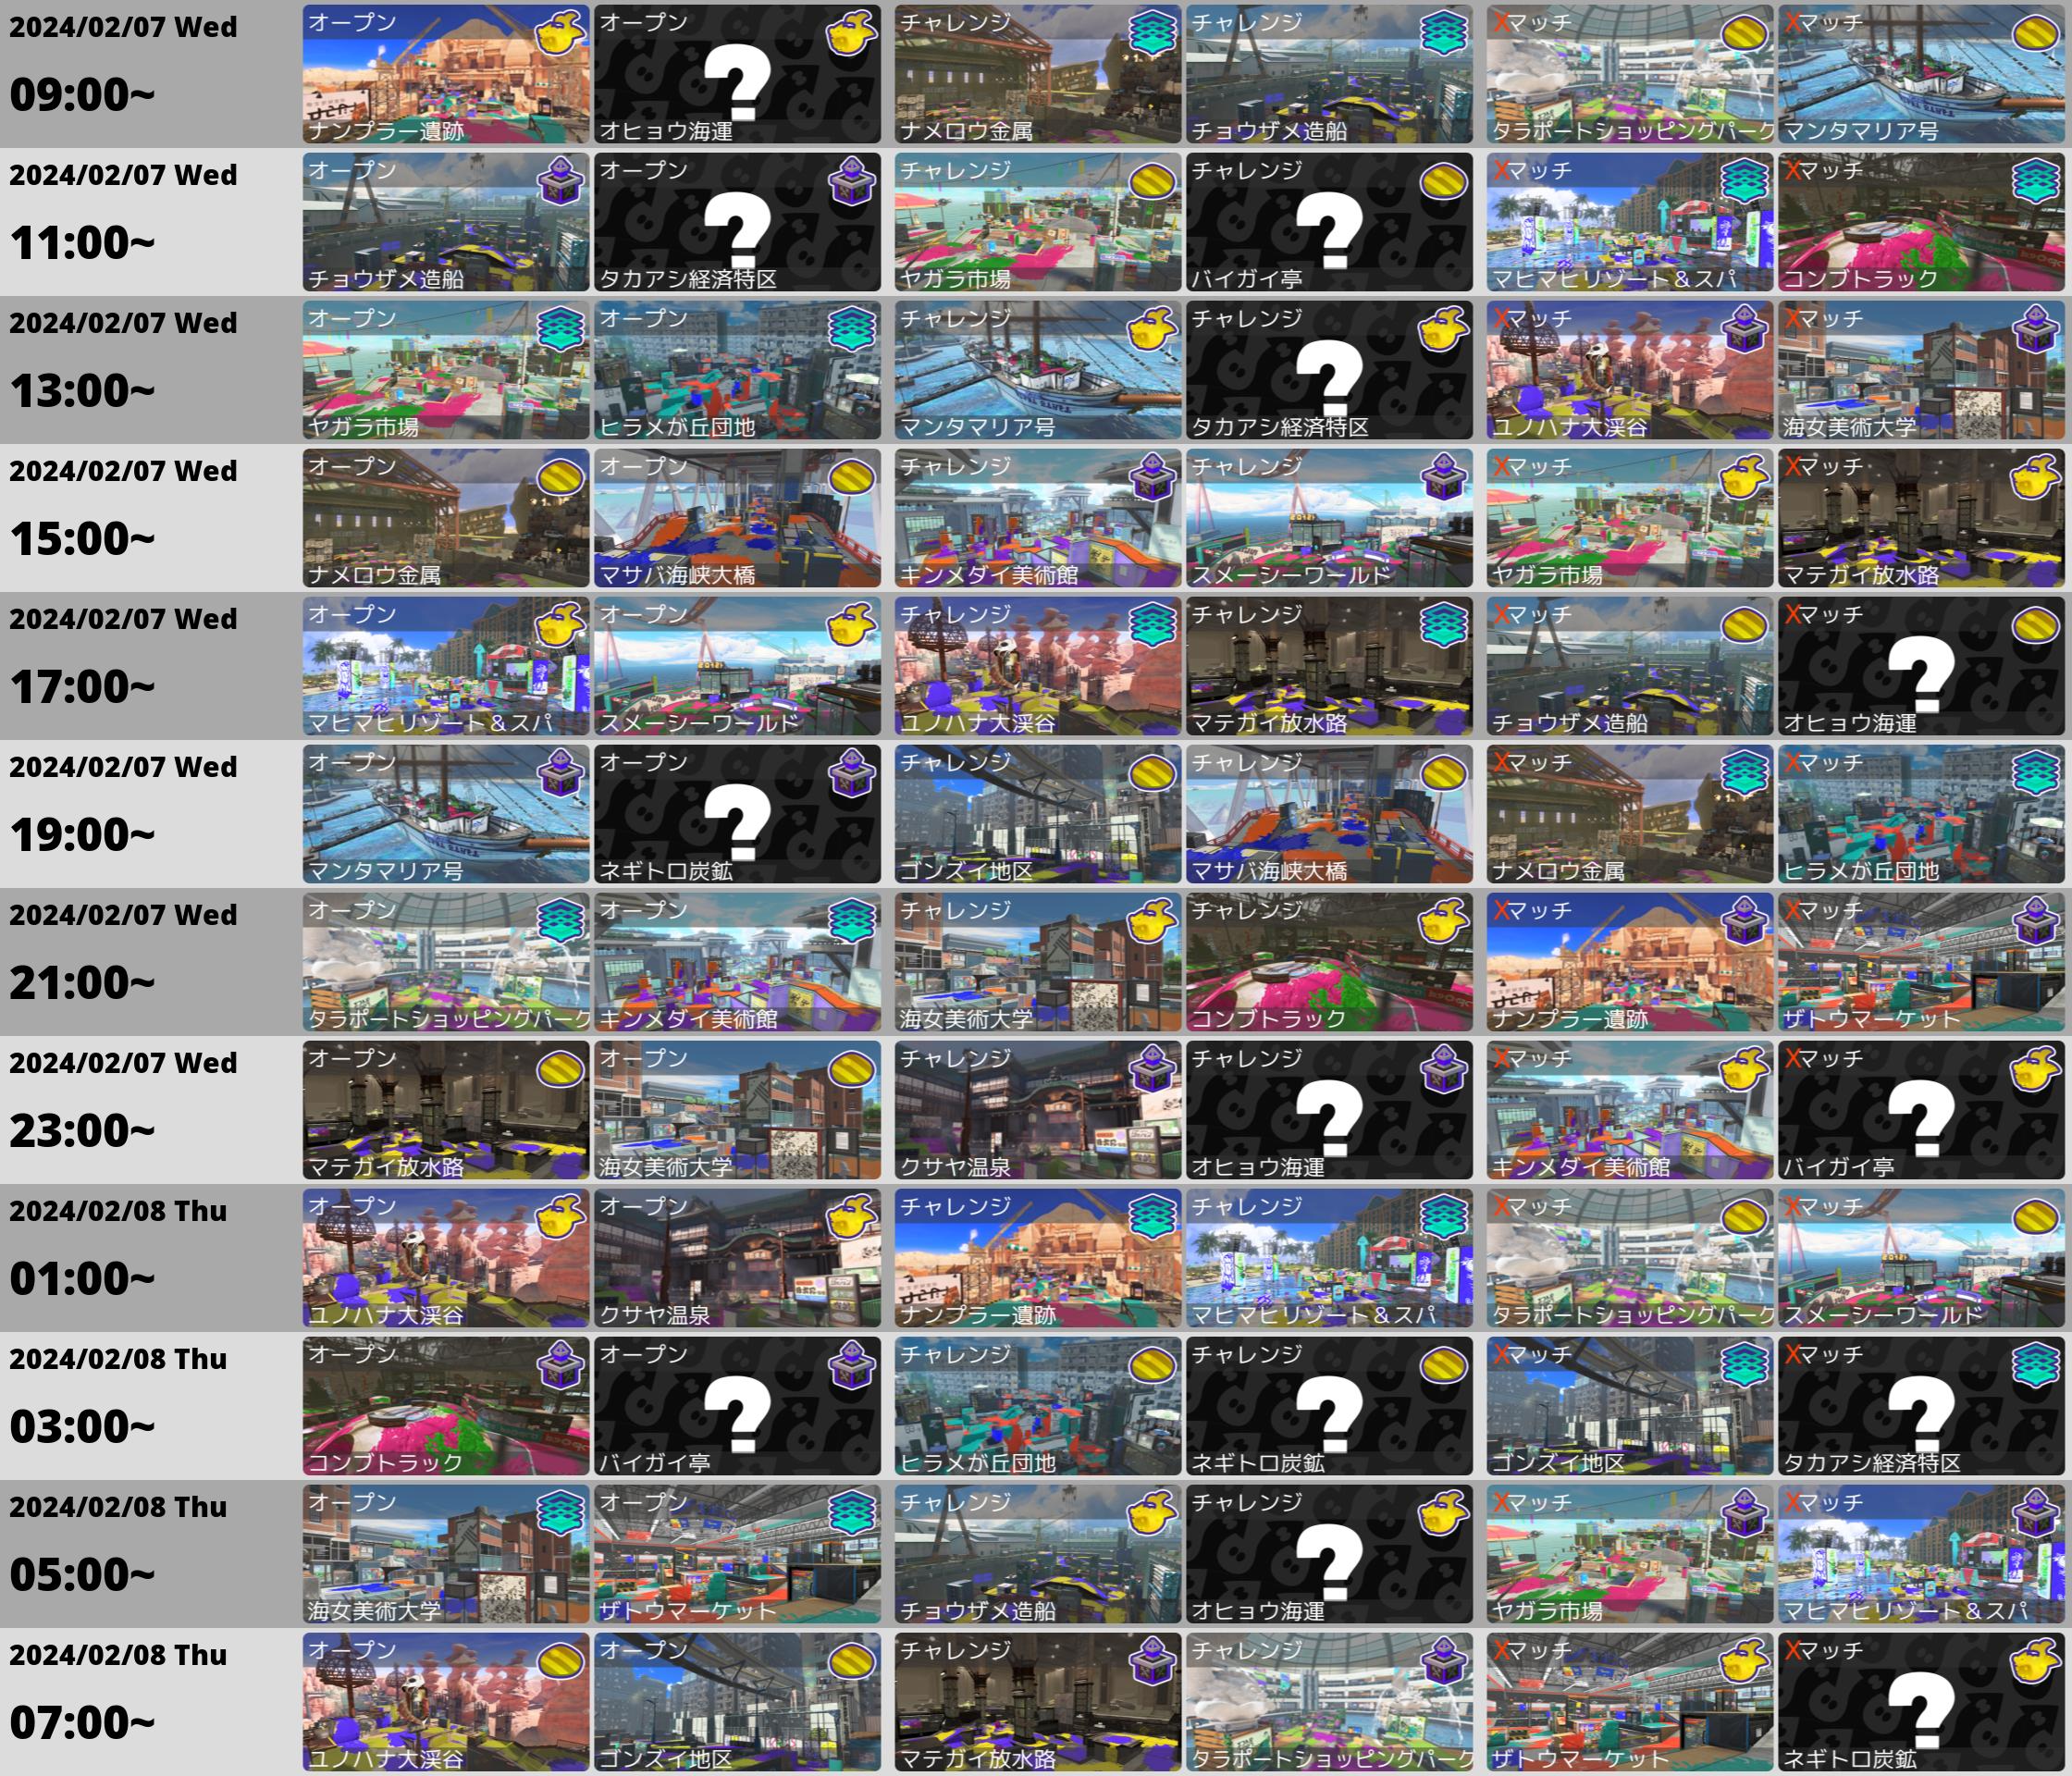 2024/02/07 Wed
09:00~
オープン
ナンプラー遺跡
オープン
オヒョウ海運
チャレンジ
ナメロウ金属
チャレンジ
チョウザメ造船
Xマッチ
タラポートショッピングパーク
Xマッチ
マンタマリア号
2024/02/07 Wed
11:00~
オープン
チョウザメ造船
オープン
タカアシ経済特区
チャレンジ
ヤガラ市場
チャレンジ
バイガイ亭
Xマッチ
マヒマヒリゾート&スパ
Xマッチ
コンブトラック
2024/02/07 Wed
13:00~
オープン
ヤガラ市場
オープン
ヒラメが丘団地
チャレンジ
マンタマリア号
チャレンジ
タカアシ経済特区
Xマッチ
ユノハナ大渓谷
Xマッチ
海女美術大学
2024/02/07 Wed
15:00~
オープン
ナメロウ金属
オープン
マサバ海峡大橋
チャレンジ
キンメダイ美術館
チャレンジ
スメーシーワールド
Xマッチ
ヤガラ市場
Xマッチ
マテガイ放水路
2024/02/07 Wed
17:00~
オープン
マヒマヒリゾート&スパ
オープン
スメーシーワールド
チャレンジ
ユノハナ大渓谷
チャレンジ
マテガイ放水路
Xマッチ
チョウザメ造船
Xマッチ
オヒョウ海運
2024/02/07 Wed
19:00~
オープン
マンタマリア号
オープン
ネギトロ炭鉱
チャレンジ
ゴンズイ地区
チャレンジ
マサバ海峡大橋
Xマッチ
ナメロウ金属
Xマッチ
ヒラメが丘団地
2024/02/07 Wed
21:00~
オープン
タラポートショッピングパーク
オープン
キンメダイ美術館
チャレンジ
海女美術大学
チャレンジ
コンブトラック
Xマッチ
ナンプラー遺跡
Xマッチ
ザトウマーケット
2024/02/07 Wed
23:00~
オープン
マテガイ放水路
オープン
海女美術大学
チャレンジ
クサヤ温泉
チャレンジ
オヒョウ海運
Xマッチ
キンメダイ美術館
Xマッチ
バイガイ亭
2024/02/08 Thu
01:00~
オープン
ユノハナ大渓谷
オープン
クサヤ温泉
チャレンジ
ナンプラー遺跡
チャレンジ
マヒマヒリゾート&スパ
Xマッチ
タラポートショッピングパーク
Xマッチ
スメーシーワールド
2024/02/08 Thu
03:00~
オープン
コンブトラック
オープン
バイガイ亭
チャレンジ
ヒラメが丘団地
チャレンジ
ネギトロ炭鉱
Xマッチ
ゴンズイ地区
Xマッチ
タカアシ経済特区
2024/02/08 Thu
05:00~
オープン
海女美術大学
オープン
ザトウマーケット
チャレンジ
チョウザメ造船
チャレンジ
オヒョウ海運
Xマッチ
ヤガラ市場
Xマッチ
マヒマヒリゾート&スパ
2024/02/08 Thu
07:00~
オープン
ユノハナ大渓谷
オープン
ゴンズイ地区
チャレンジ
マテガイ放水路
チャレンジ
タラポートショッピングパーク
Xマッチ
ザトウマーケット
Xマッチ
ネギトロ炭鉱